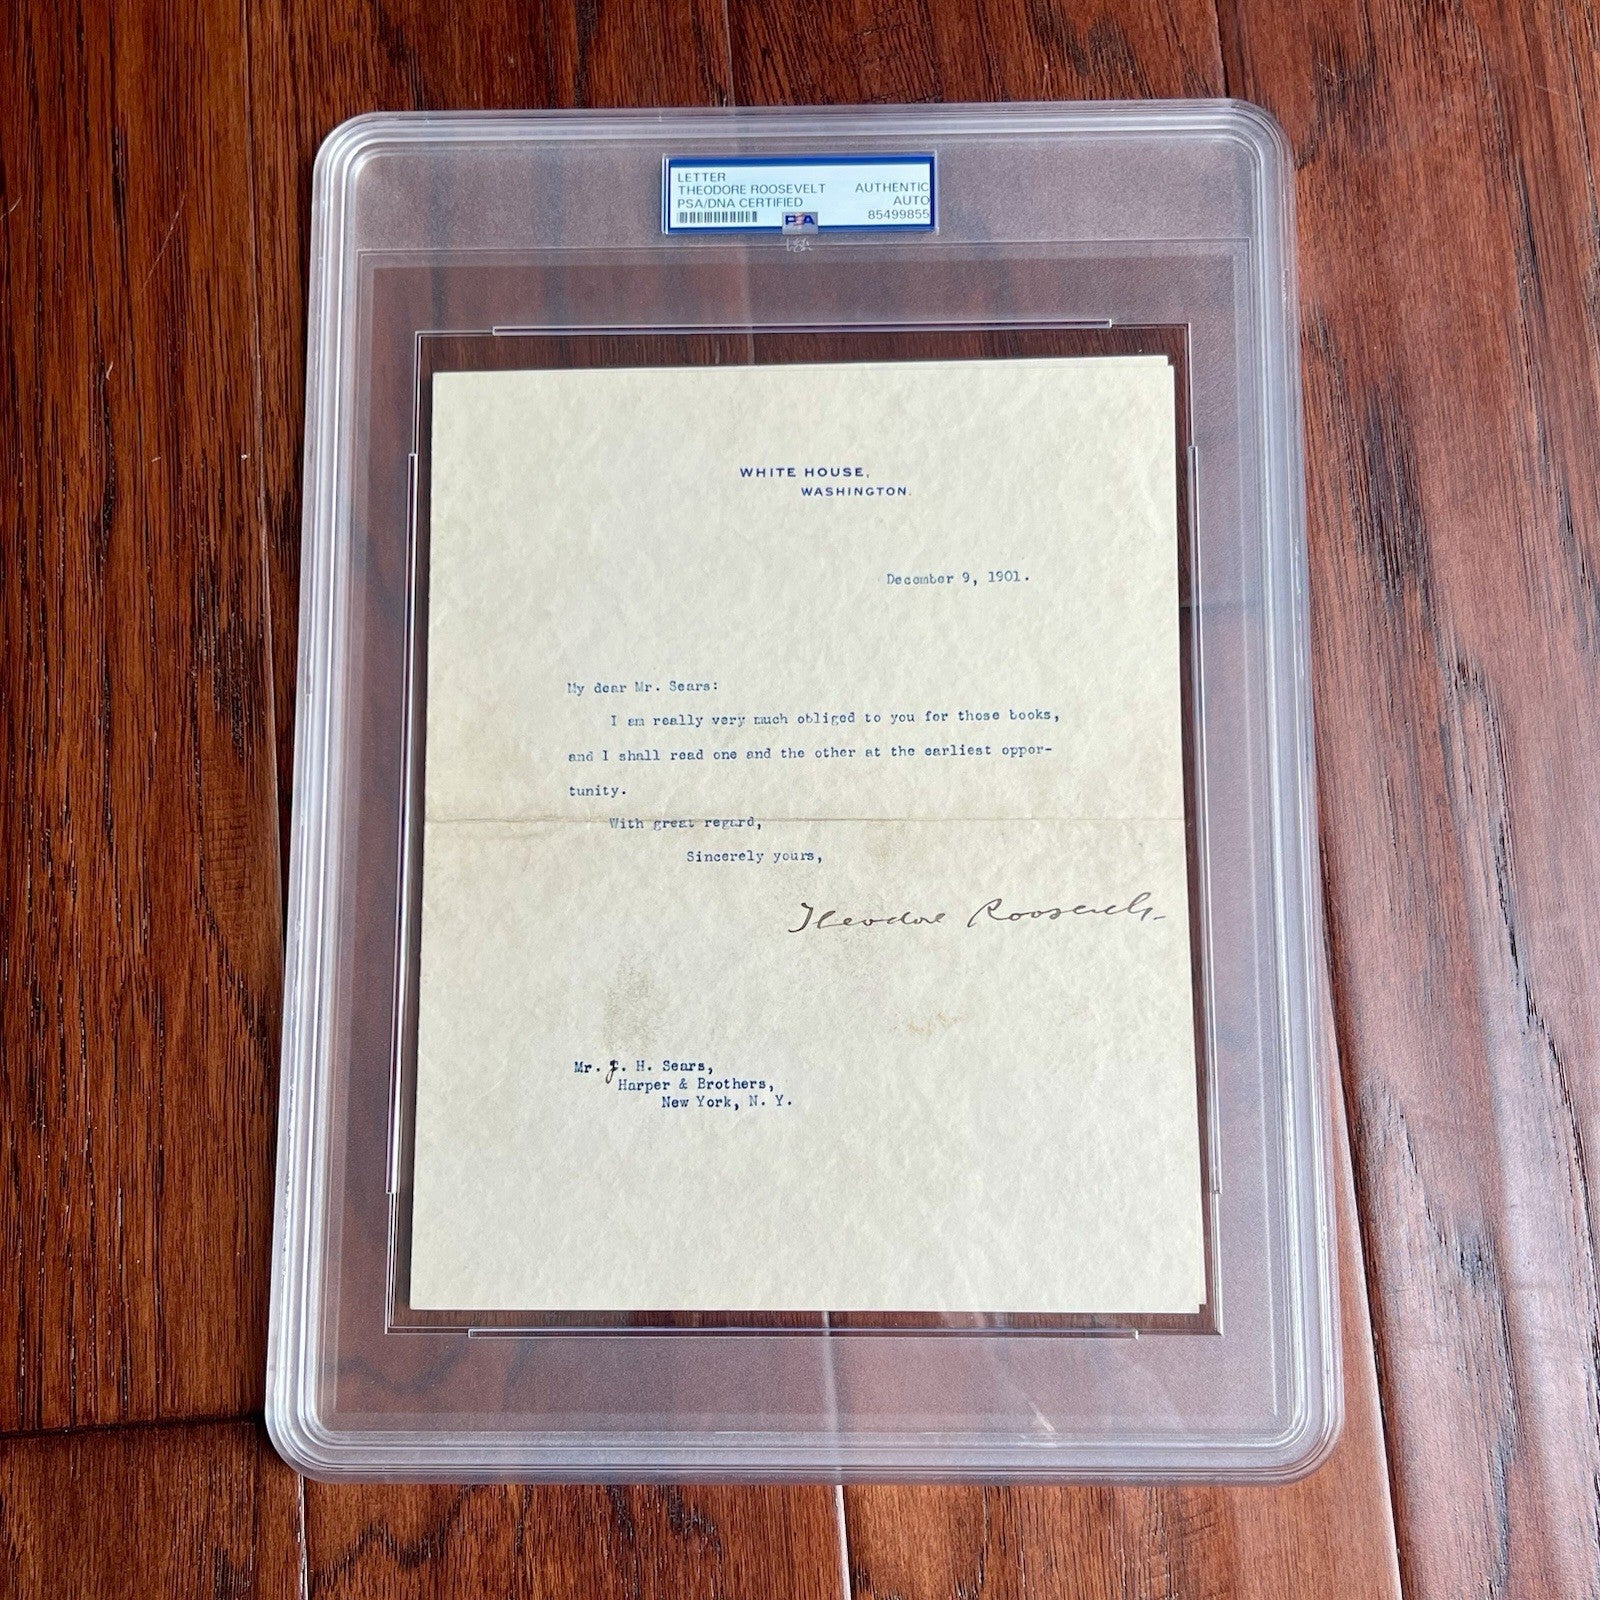 LETTER
THEODORE ROOSEVELT AUTHENTIC
PSA/DNA CERTIFIED AUTO
PSA 85499855
WHITE HOUSE,
WASHINGTON.
December 9, 1901.
My dear Mr. Sears:
I am really very much obliged to you for those books,
and I shall read one and the other at the earliest oppor-
tunity.
With great regard,
Sincerely yours,
Theodore Roosevelt
Mr. J. H. Sears,
Harper & Brothers,
New York, N. Y.